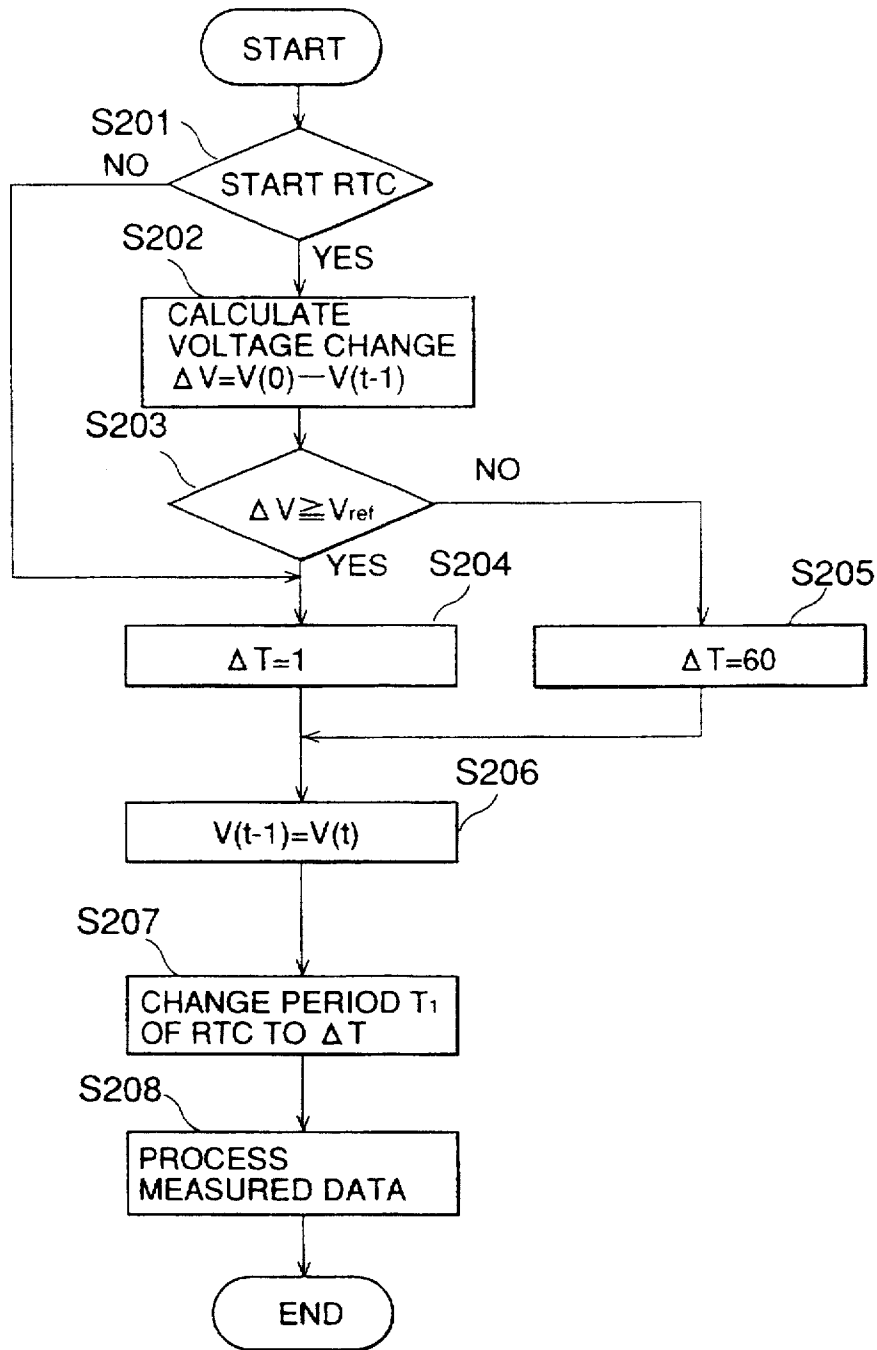 START
S201
NO
START RTC
S202
YES
CALCULATE
VOLTAGE CHANGE
ΔV=V(0)—V(t-1)
S203
NO
ΔV≧Vref
YES
S204
S205
ΔT=1
ΔT=60
S206
V(t-1)=V(t)
S207
CHANGE PERIOD T1
OF RTC TO ΔT
S208
PROCESS
MEASURED DATA
END